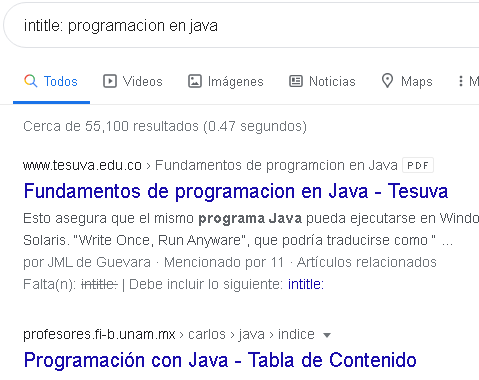 intitle: programacion en java
Todos Videos Imágenes Noticias Maps M
Cerca de 55,100 resultados (0.47 segundos)
www.tesuva.edu.co › Fundamentos de programcion en Java PDF
Fundamentos de programacion en Java - Tesuva
Esto asegura que el mismo programa Java pueda ejecutarse en Windo
Solaris. "Write Once, Run Anyware", que podría traducirse como " ...
por JML de Guevara · Mencionado por 11 · Artículos relacionados
Falta(n): intitle: | Debe incluir lo siguiente: intitle:
profesores.fi-b.unam.mx › carlos › java › indice
Programación con Java - Tabla de Contenido